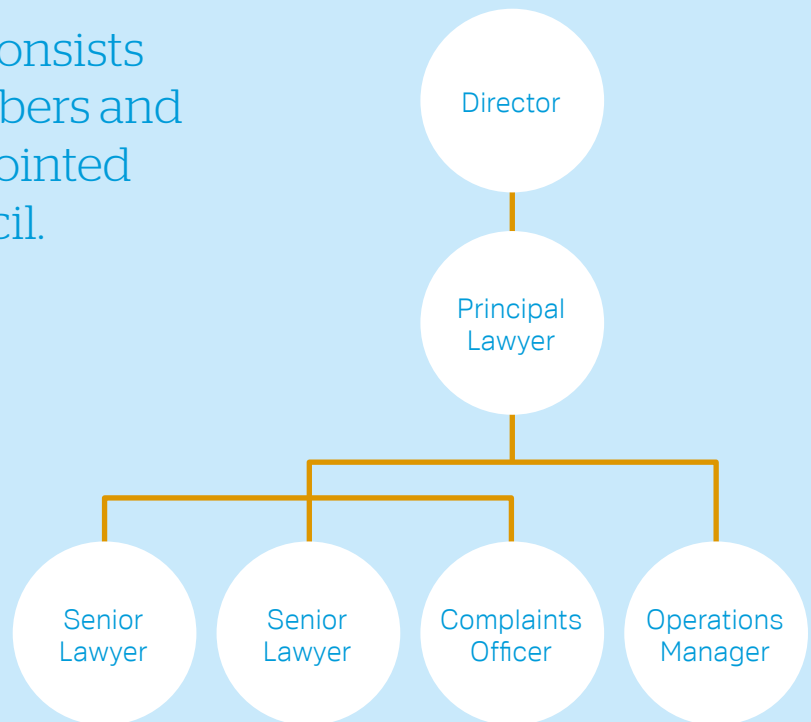 onsists
bers and
ointed
cil.
Director
Principal
Lawyer
Senior
Lawyer
Senior
Lawyer
Complaints
Officer
Operations
Manager